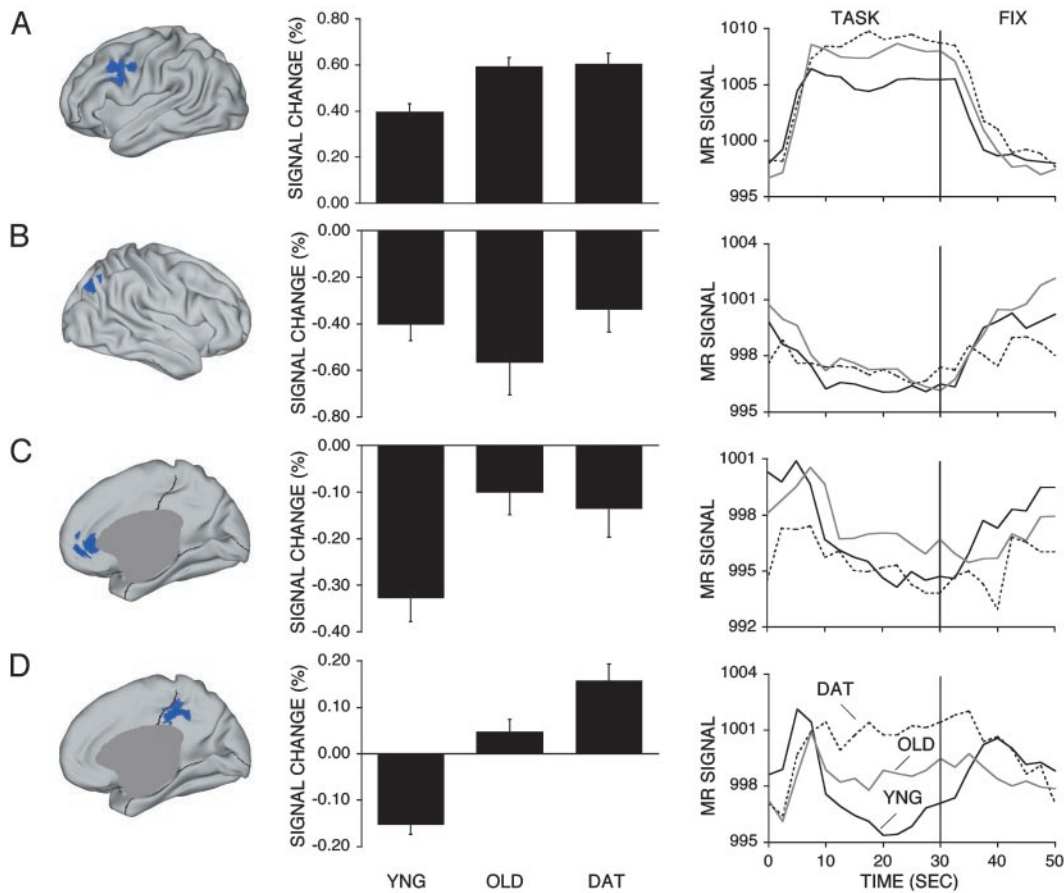 A
SIGNAL CHANGE (%)
0.80
0.60
0.40
0.20
0.00
MR SIGNAL
TASK
FIX
1010
1005
1000
995
B
SIGNAL CHANGE (%)
0.00
-0.20
-0.40
-0.60
-0.80
MR SIGNAL
1004
1001
998
995
C
SIGNAL CHANGE (%)
0.00
-0.10
-0.20
-0.30
-0.40
MR SIGNAL
1001
998
995
992
D
SIGNAL CHANGE (%)
0.20
0.10
0.00
-0.10
-0.20
YNG OLD DAT
MR SIGNAL
1004
1001
998
995
DAT
OLD
YNG
0 10 20 30 40 50
TIME (SEC)